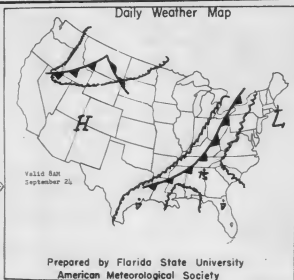 Daily Weather Map
H
L
Valid 8AM
September 24
Prepared by Florida State University
American Meteorological Society